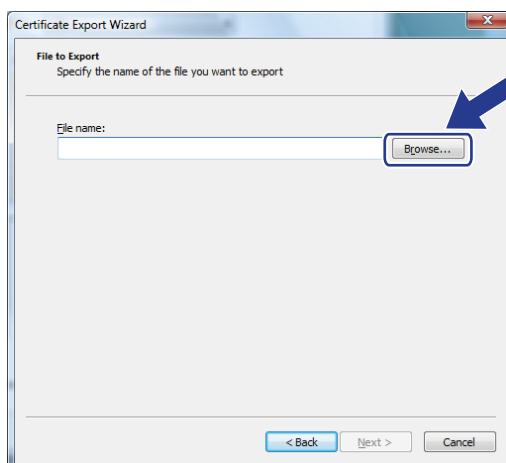 Certificate Export Wizard
File to Export
Specify the name of the file you want to export
File name:
Browse...
< Back Next > Cancel